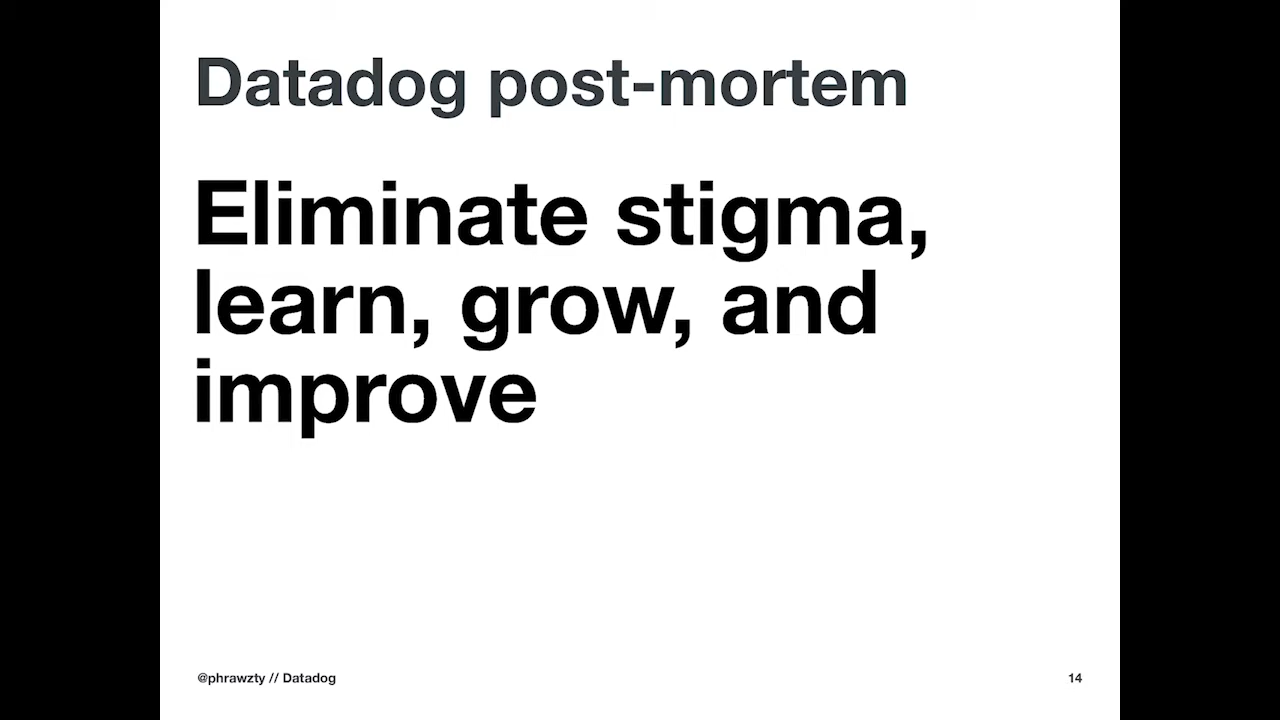 Datadog post-mortem
Eliminate stigma,
learn, grow, and
improve
@phrawzty // Datadog
14